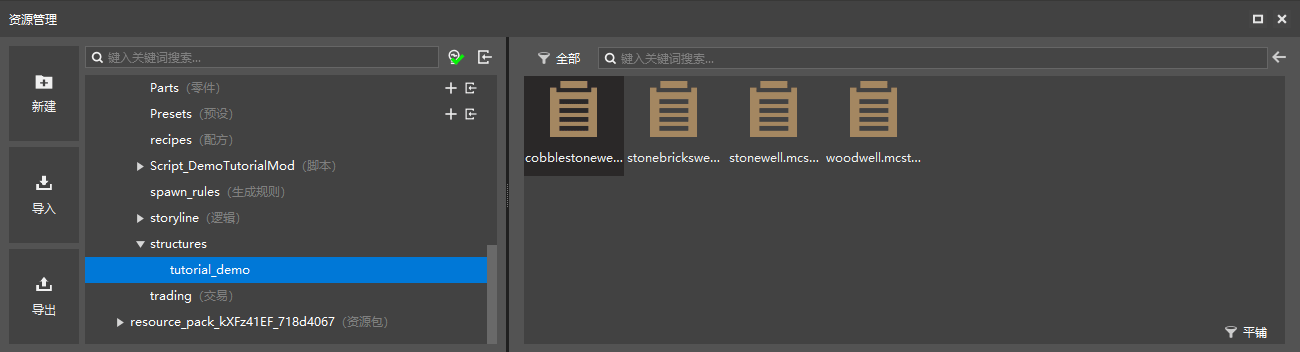 资源管理
新建
导入
导出
键入关键词搜索...
Parts (零件)
Presets (预设)
recipes (配方)
Script_DemoTutorialMod (脚本)
spawn_rules (生成规则)
storyline (逻辑)
structures
tutorial_demo
trading (交易)
resource_pack_kXFz41EF_718d4067 (资源包)
全部
键入关键词搜索...
cobblestonewe...
stonebrickswe...
stonewell.mcs...
woodwell.mcst...
平铺